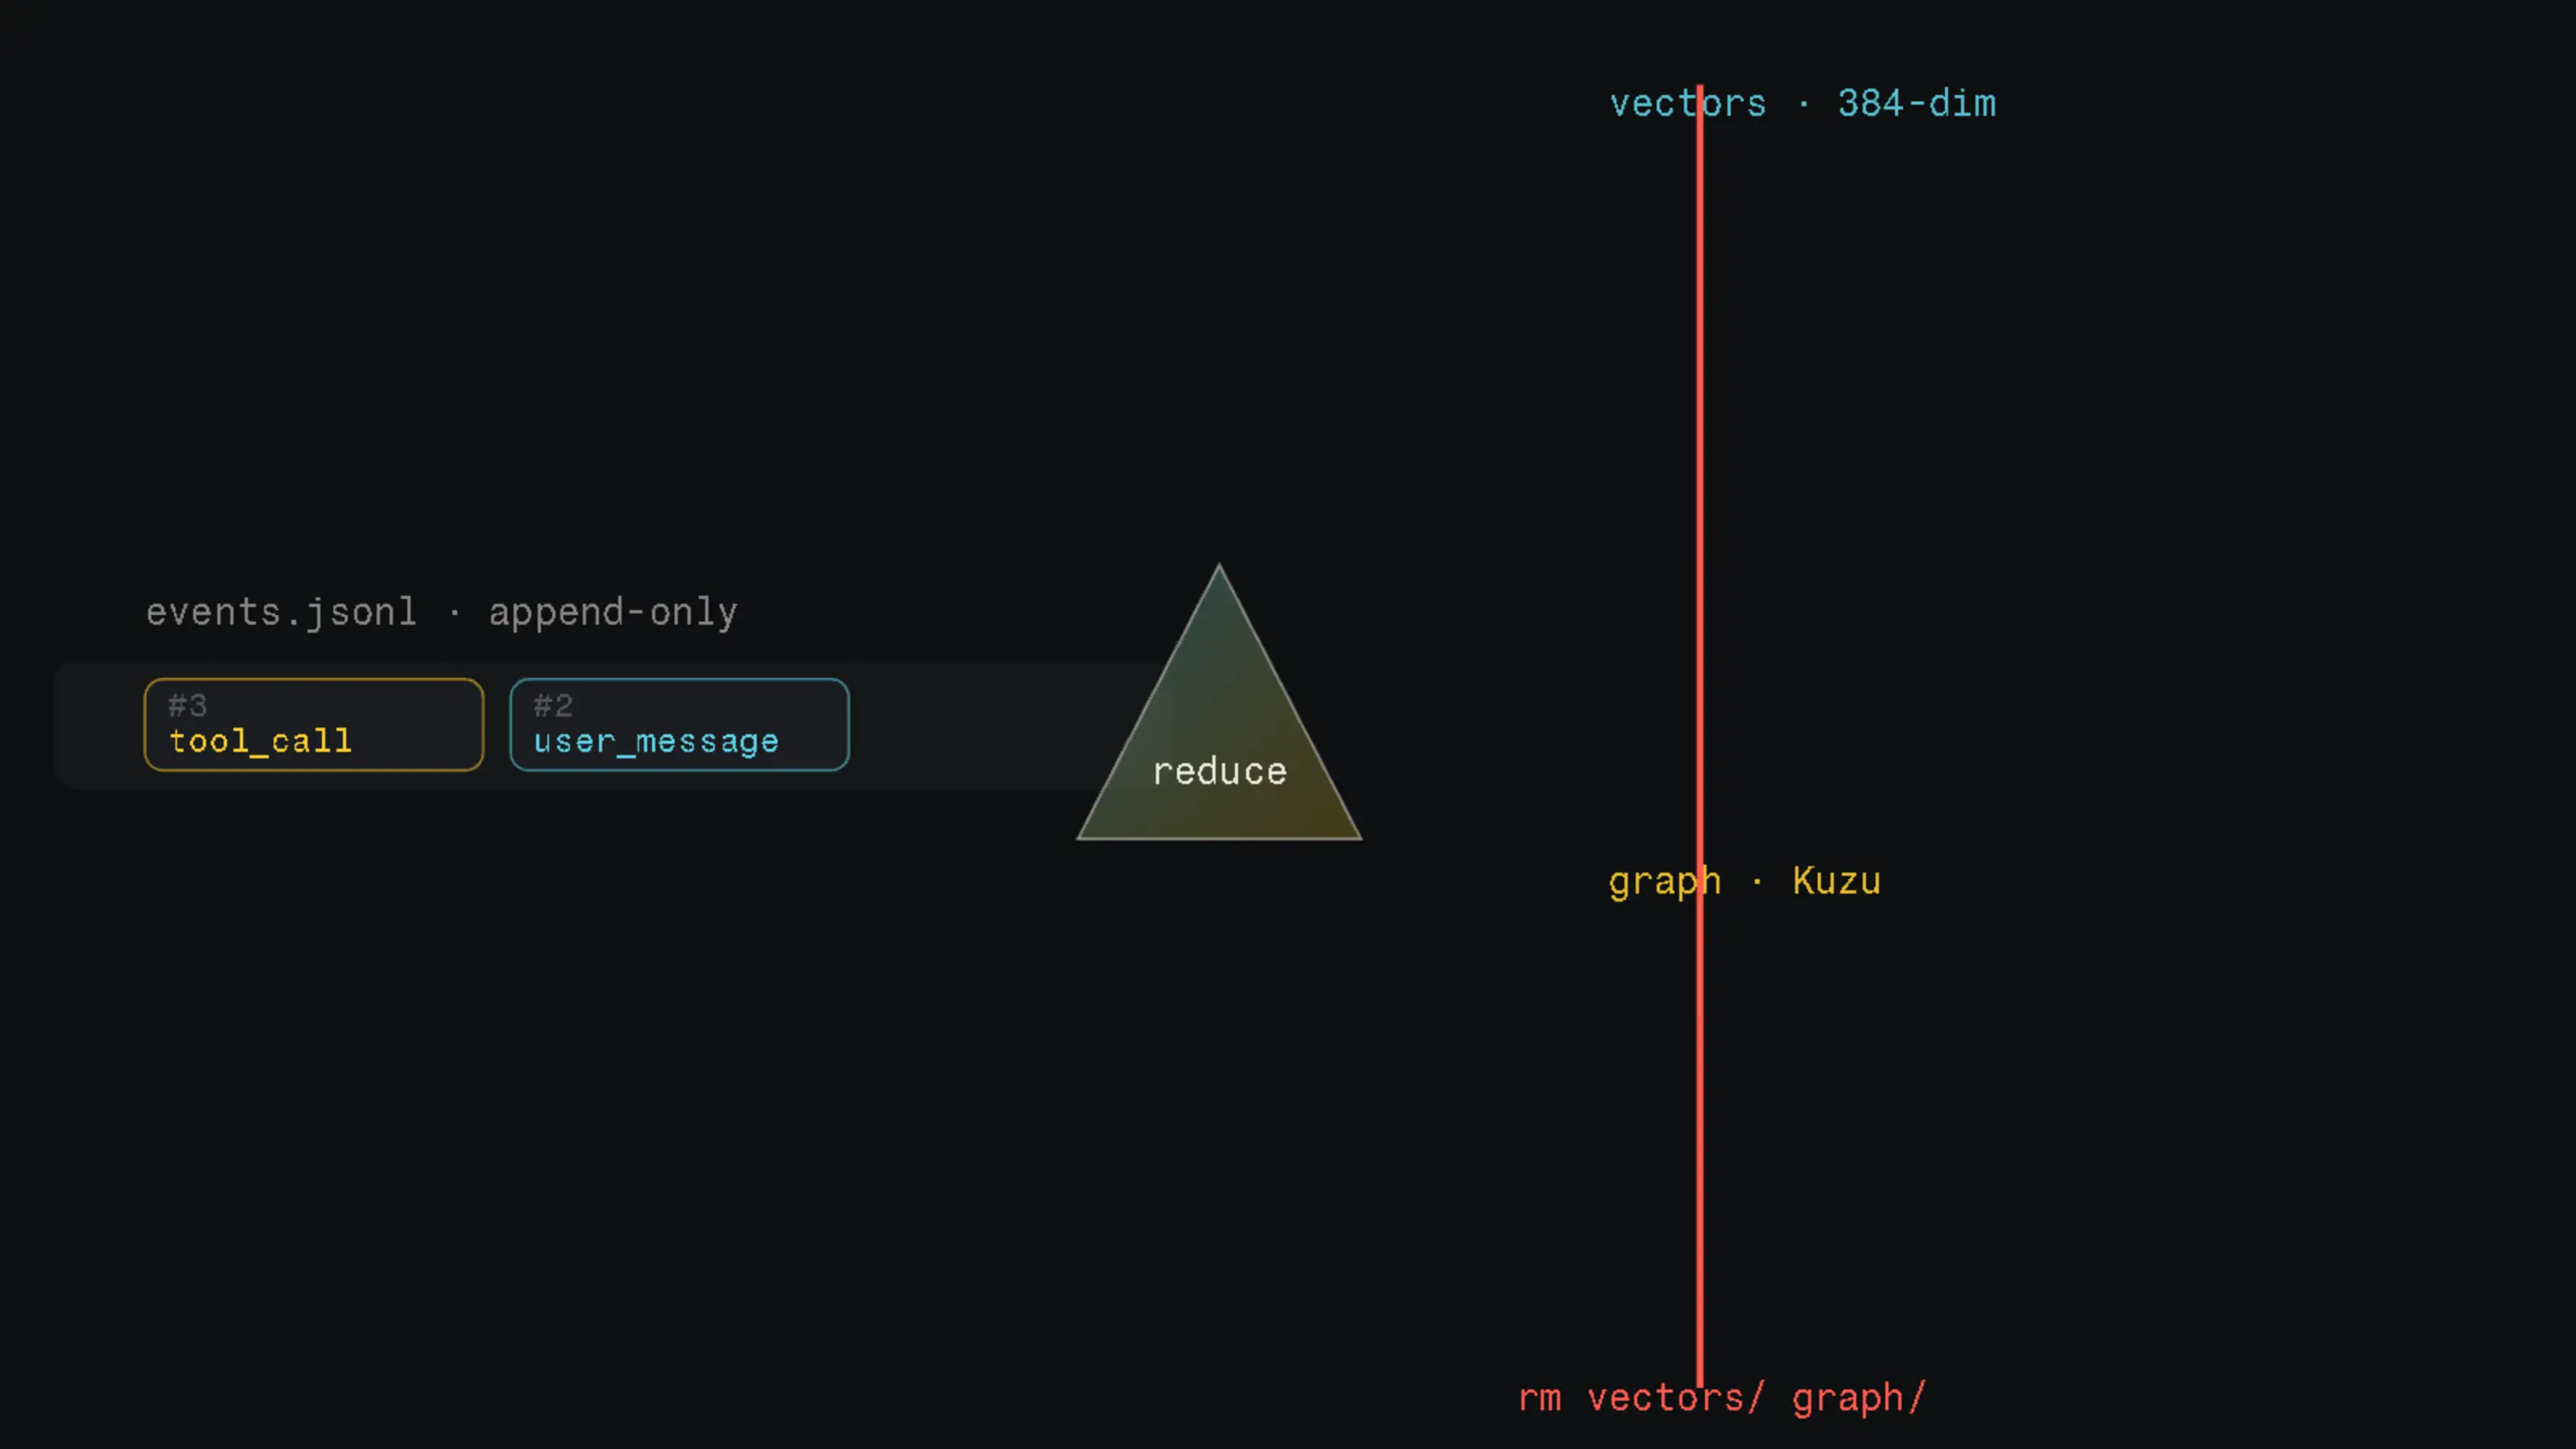 vectors · 384-dim
events.jsonl · append-only
#3
tool_call
#2
user_message
reduce
graph · Kuzu
rm vectors/ graph/